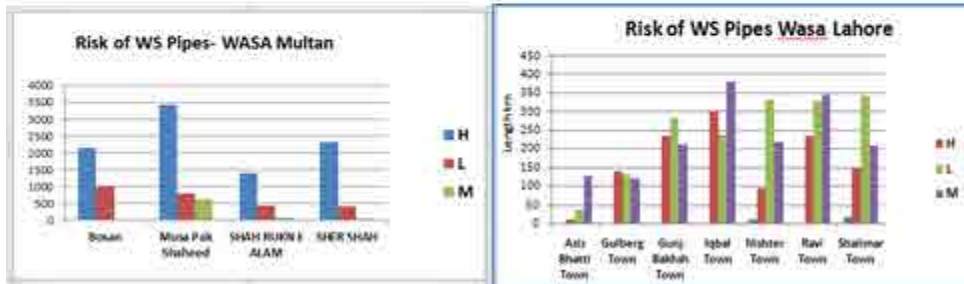 Risk of WS Pipes- WASA Multan
4000
3500
3000
2500
2000
1500
1000
500
0
Bosan
Musa Pak
Shaheed
SHAH RUKN E
ALAM
SHER SHAH
H
L
M
Risk of WS Pipes Wasa Lahore
Length km
450
400
350
300
250
200
150
100
50
0
Aziz
Bhatti
Town
Gulberg
Town
Gunj
Bakhsh
Town
Iqbal
Town
Nishter
Town
Ravi
Town
Shalimar
Town
H
L
M